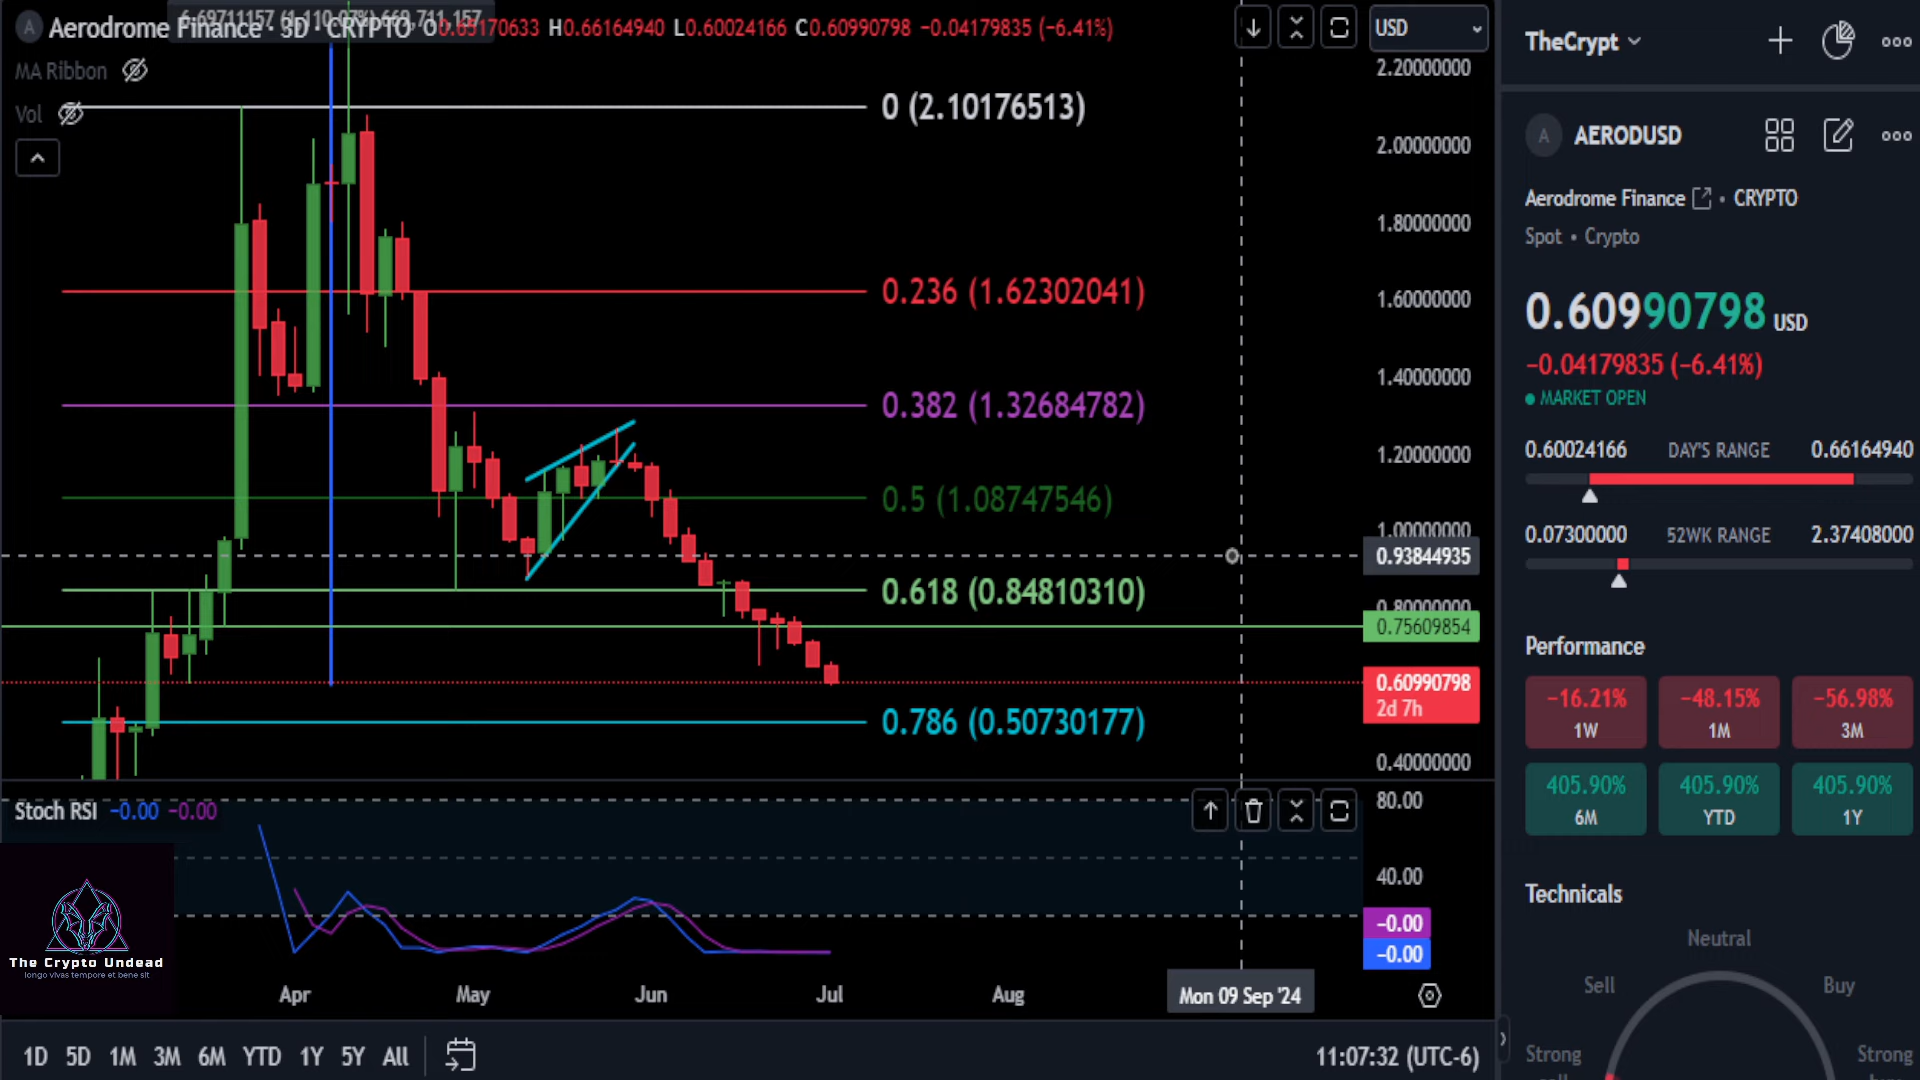 Aerodrome Finance · 3D · CRYPTO O0.65170633 H0.66164940 L0.60024166 C0.60990798 −0.04179835 (−6.41%)
MA Ribbon
Vol
USD
2.20000000
2.00000000
1.80000000
1.60000000
1.40000000
1.20000000
1.00000000
0.93844935
0.80000000
0.75609854
0.60990798
2d 7h
0.40000000
0 (2.10176513)
0.236 (1.62302041)
0.382 (1.32684782)
0.5 (1.08747546)
0.618 (0.84810310)
0.786 (0.50730177)
Stoch RSI −0.00 −0.00
80.00
40.00
−0.00
−0.00
The Crypto Undead
longo vivas tempore et bene sit
Apr May Jun Jul Aug Mon 09 Sep '24
1D 5D 1M 3M 6M YTD 1Y 5Y All
11:07:32 (UTC-6)
TheCrypt
A AERODUSD
Aerodrome Finance • CRYPTO
Spot • Crypto
0.60990798 USD
−0.04179835 (−6.41%)
MARKET OPEN
0.60024166 DAY'S RANGE 0.66164940
0.07300000 52WK RANGE 2.37408000
Performance
−16.21% −48.15% −56.98%
1W 1M 3M
405.90% 405.90% 405.90%
6M YTD 1Y
Technicals
Neutral
Sell Buy
Strong Strong